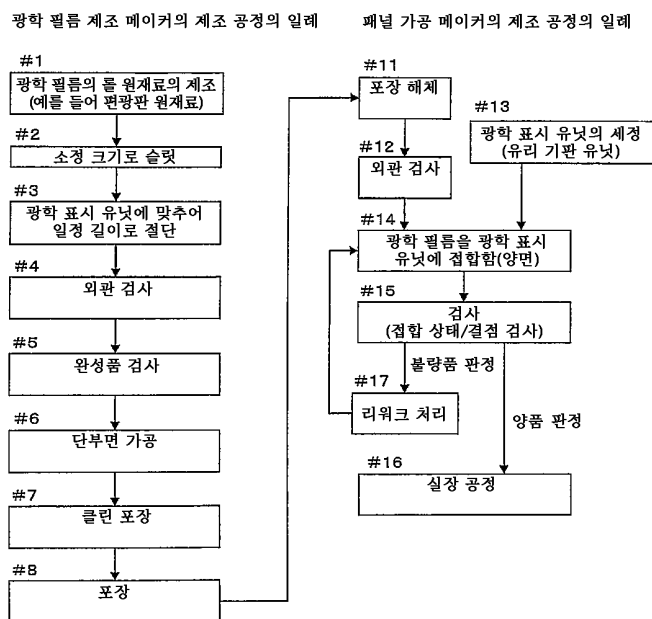 광학 필름 제조 메이커의 제조 공정의 일례
#1
광학 필름의 롤 원재료의 제조
(예를 들어 편광판 원재료)
#2
소정 크기로 슬릿
#3
광학 표시 유닛에 맞추어
일정 길이로 절단
#4
외관 검사
#5
완성품 검사
#6
단부면 가공
#7
클린 포장
#8
포장
패널 가공 메이커의 제조 공정의 일례
#11
포장 해체
#12
외관 검사
#13
광학 표시 유닛의 세정
(유리 기판 유닛)
#14
광학 필름을 광학 표시
유닛에 접합함(양면)
#15
검사
(접합 상태/결점 검사)
불량품 판정
#17
리워크 처리
양품 판정
#16
실장 공정